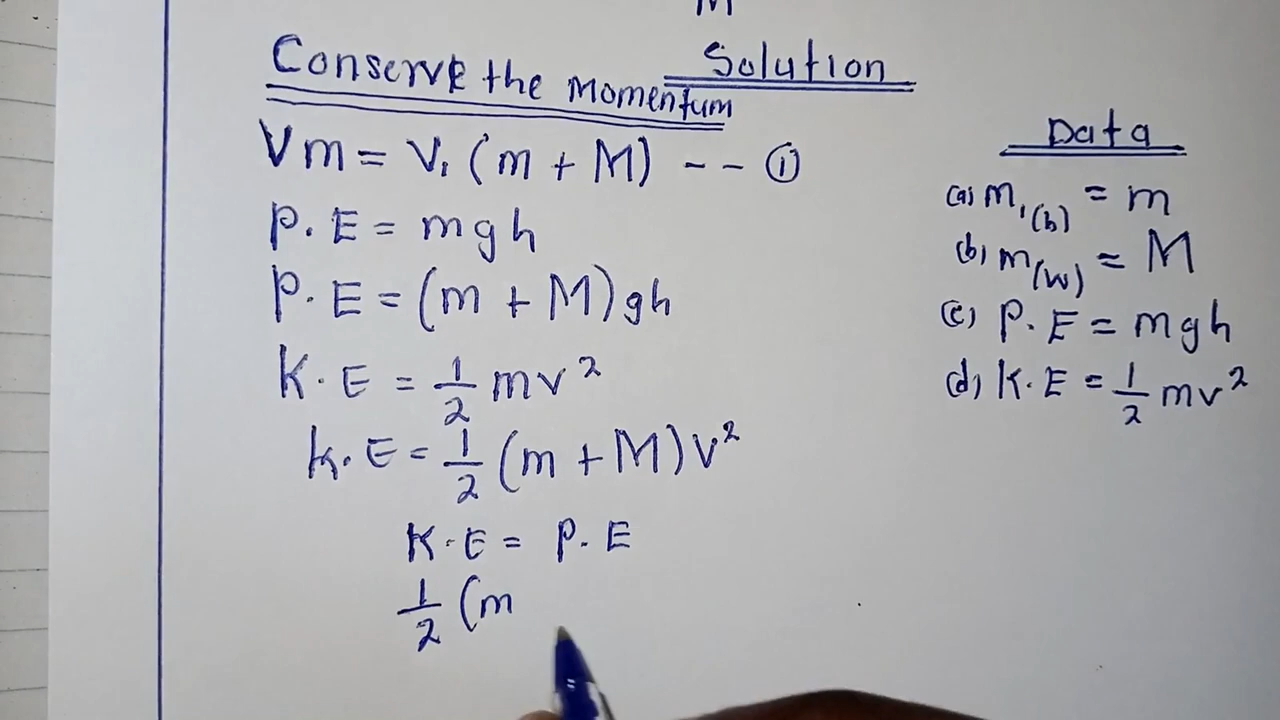 M
Solution
Conserve the Momentum
Vm = V₁ (m + M) -- ①
P.E = mgh
P.E = (m + M)gh
K.E = 1/2 mv²
K.E = 1/2 (m + M)V²
K.E = P.E
1/2 (m
Data
(a) m₁(b) = m
(b) m(w) = M
(c) P.E = mgh
(d) K.E = 1/2 mv²